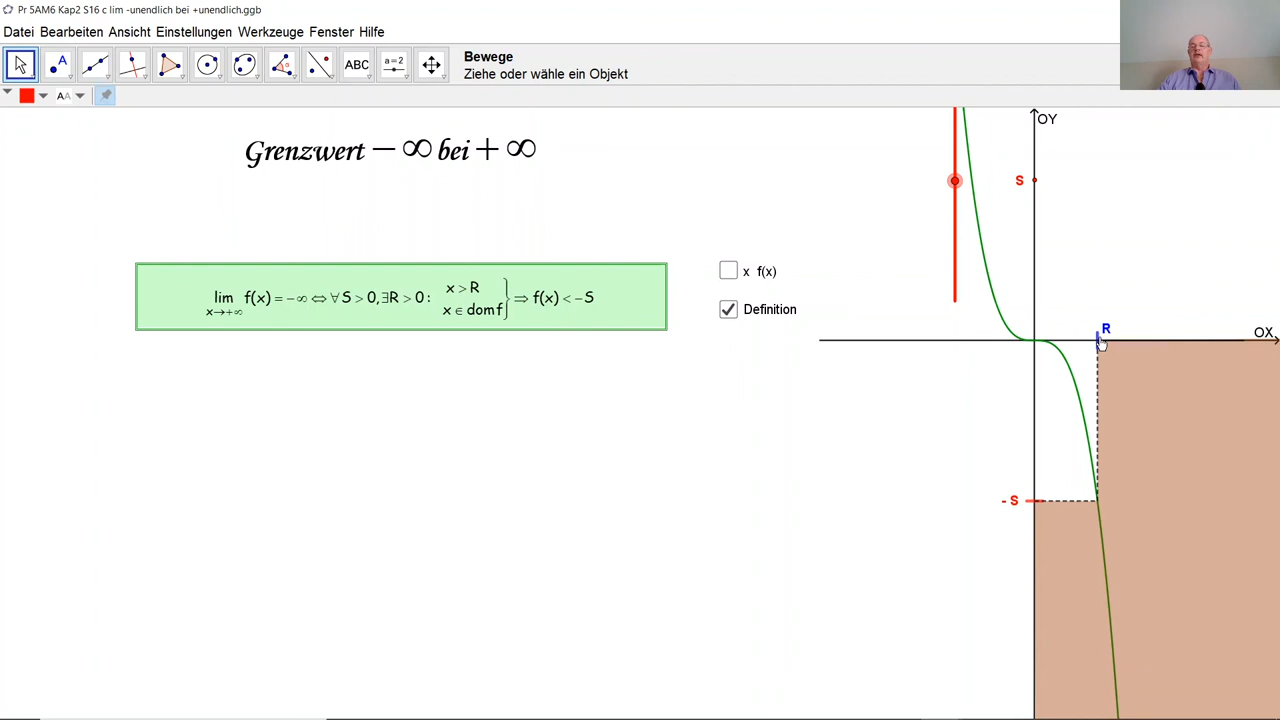 Pr 5AM6 Kap2 S16 c lim -unendlich bei +unendlich.ggb
Datei Bearbeiten Ansicht Einstellungen Werkzeuge Fenster Hilfe
A
ABC
a=2
Bewege
Ziehe oder wähle ein Objekt
AA
Grenzwert − ∞ bei + ∞
lim f(x) = −∞ ⇔ ∀ S > 0, ∃R > 0 : x > R
x→+∞ x ∈ dom f } ⇒ f(x) < −S
x f(x)
Definition
OY
S
R
OX
- S